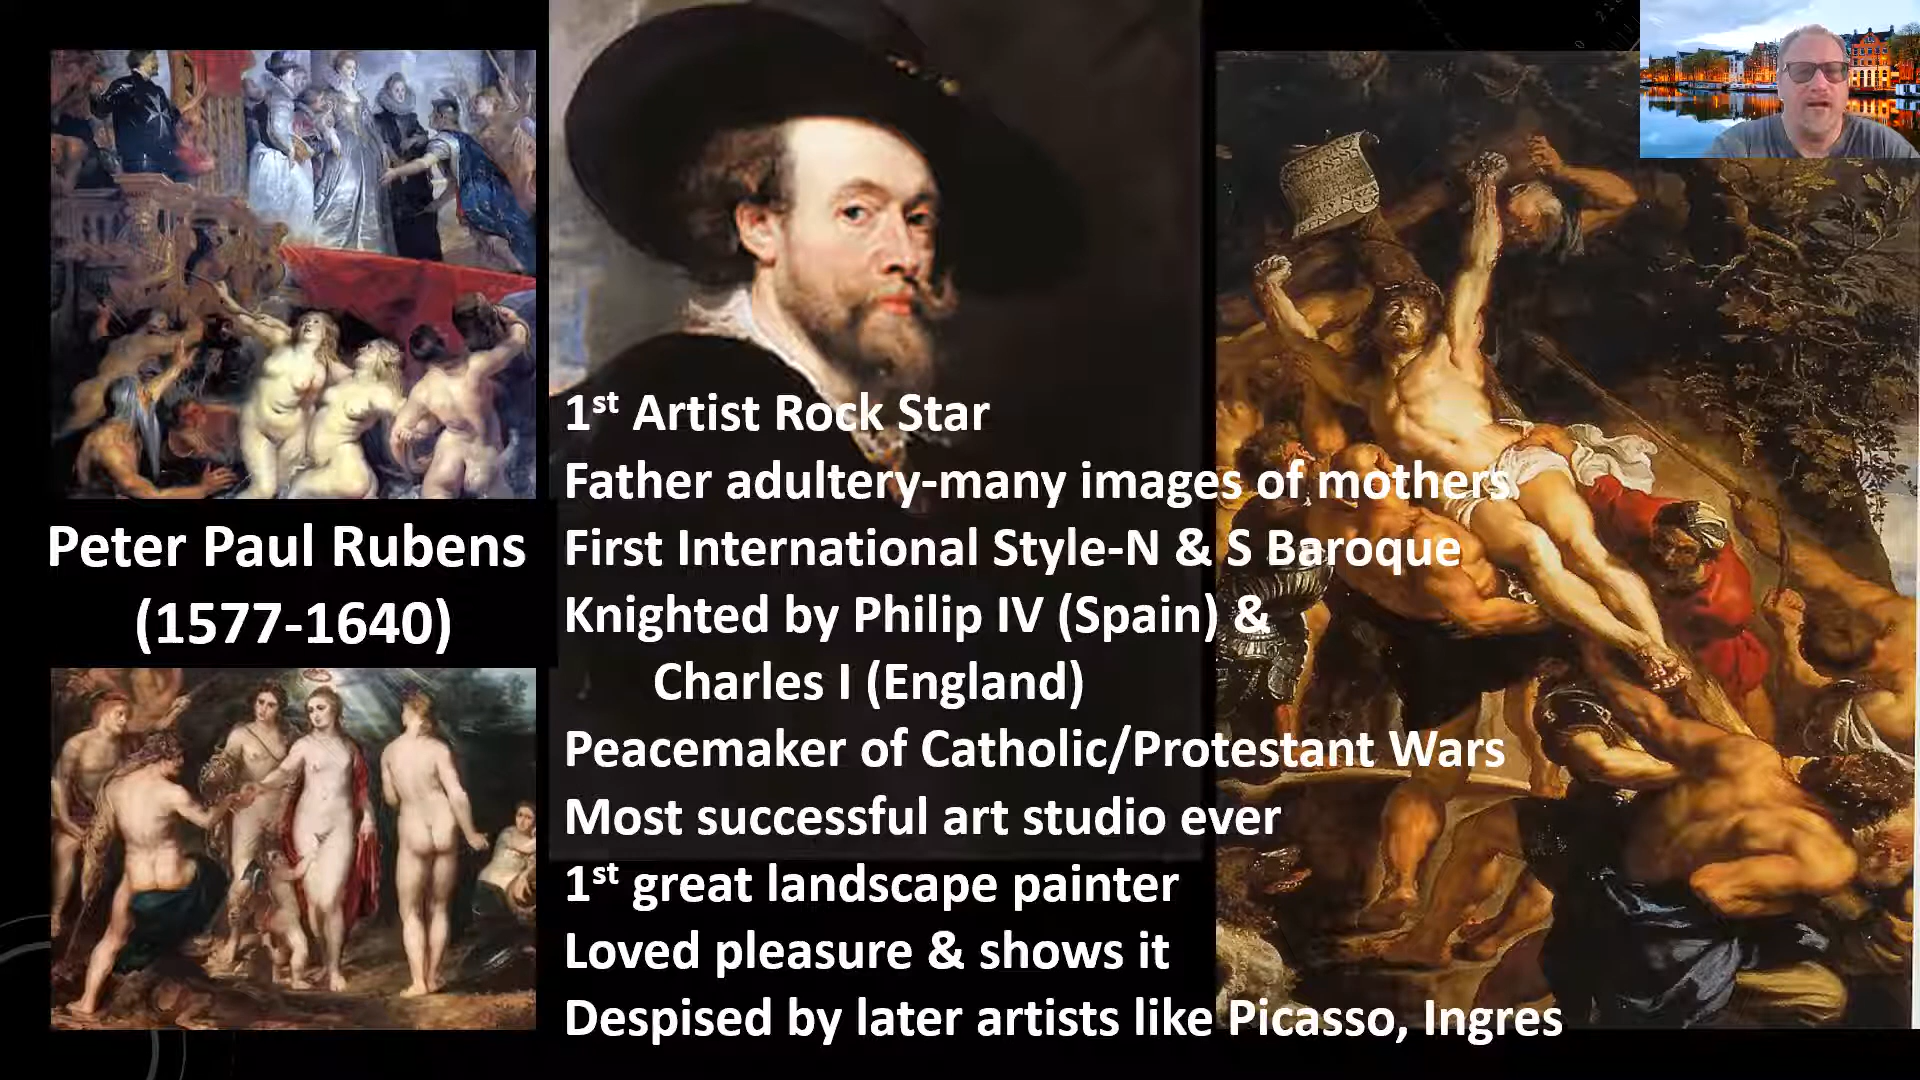 Peter Paul Rubens
(1577-1640)
1st Artist Rock Star
Father adultery-many images of mothers
First International Style-N & S Baroque
Knighted by Philip IV (Spain) &
Charles I (England)
Peacemaker of Catholic/Protestant Wars
Most successful art studio ever
1st great landscape painter
Loved pleasure & shows it
Despised by later artists like Picasso, Ingres